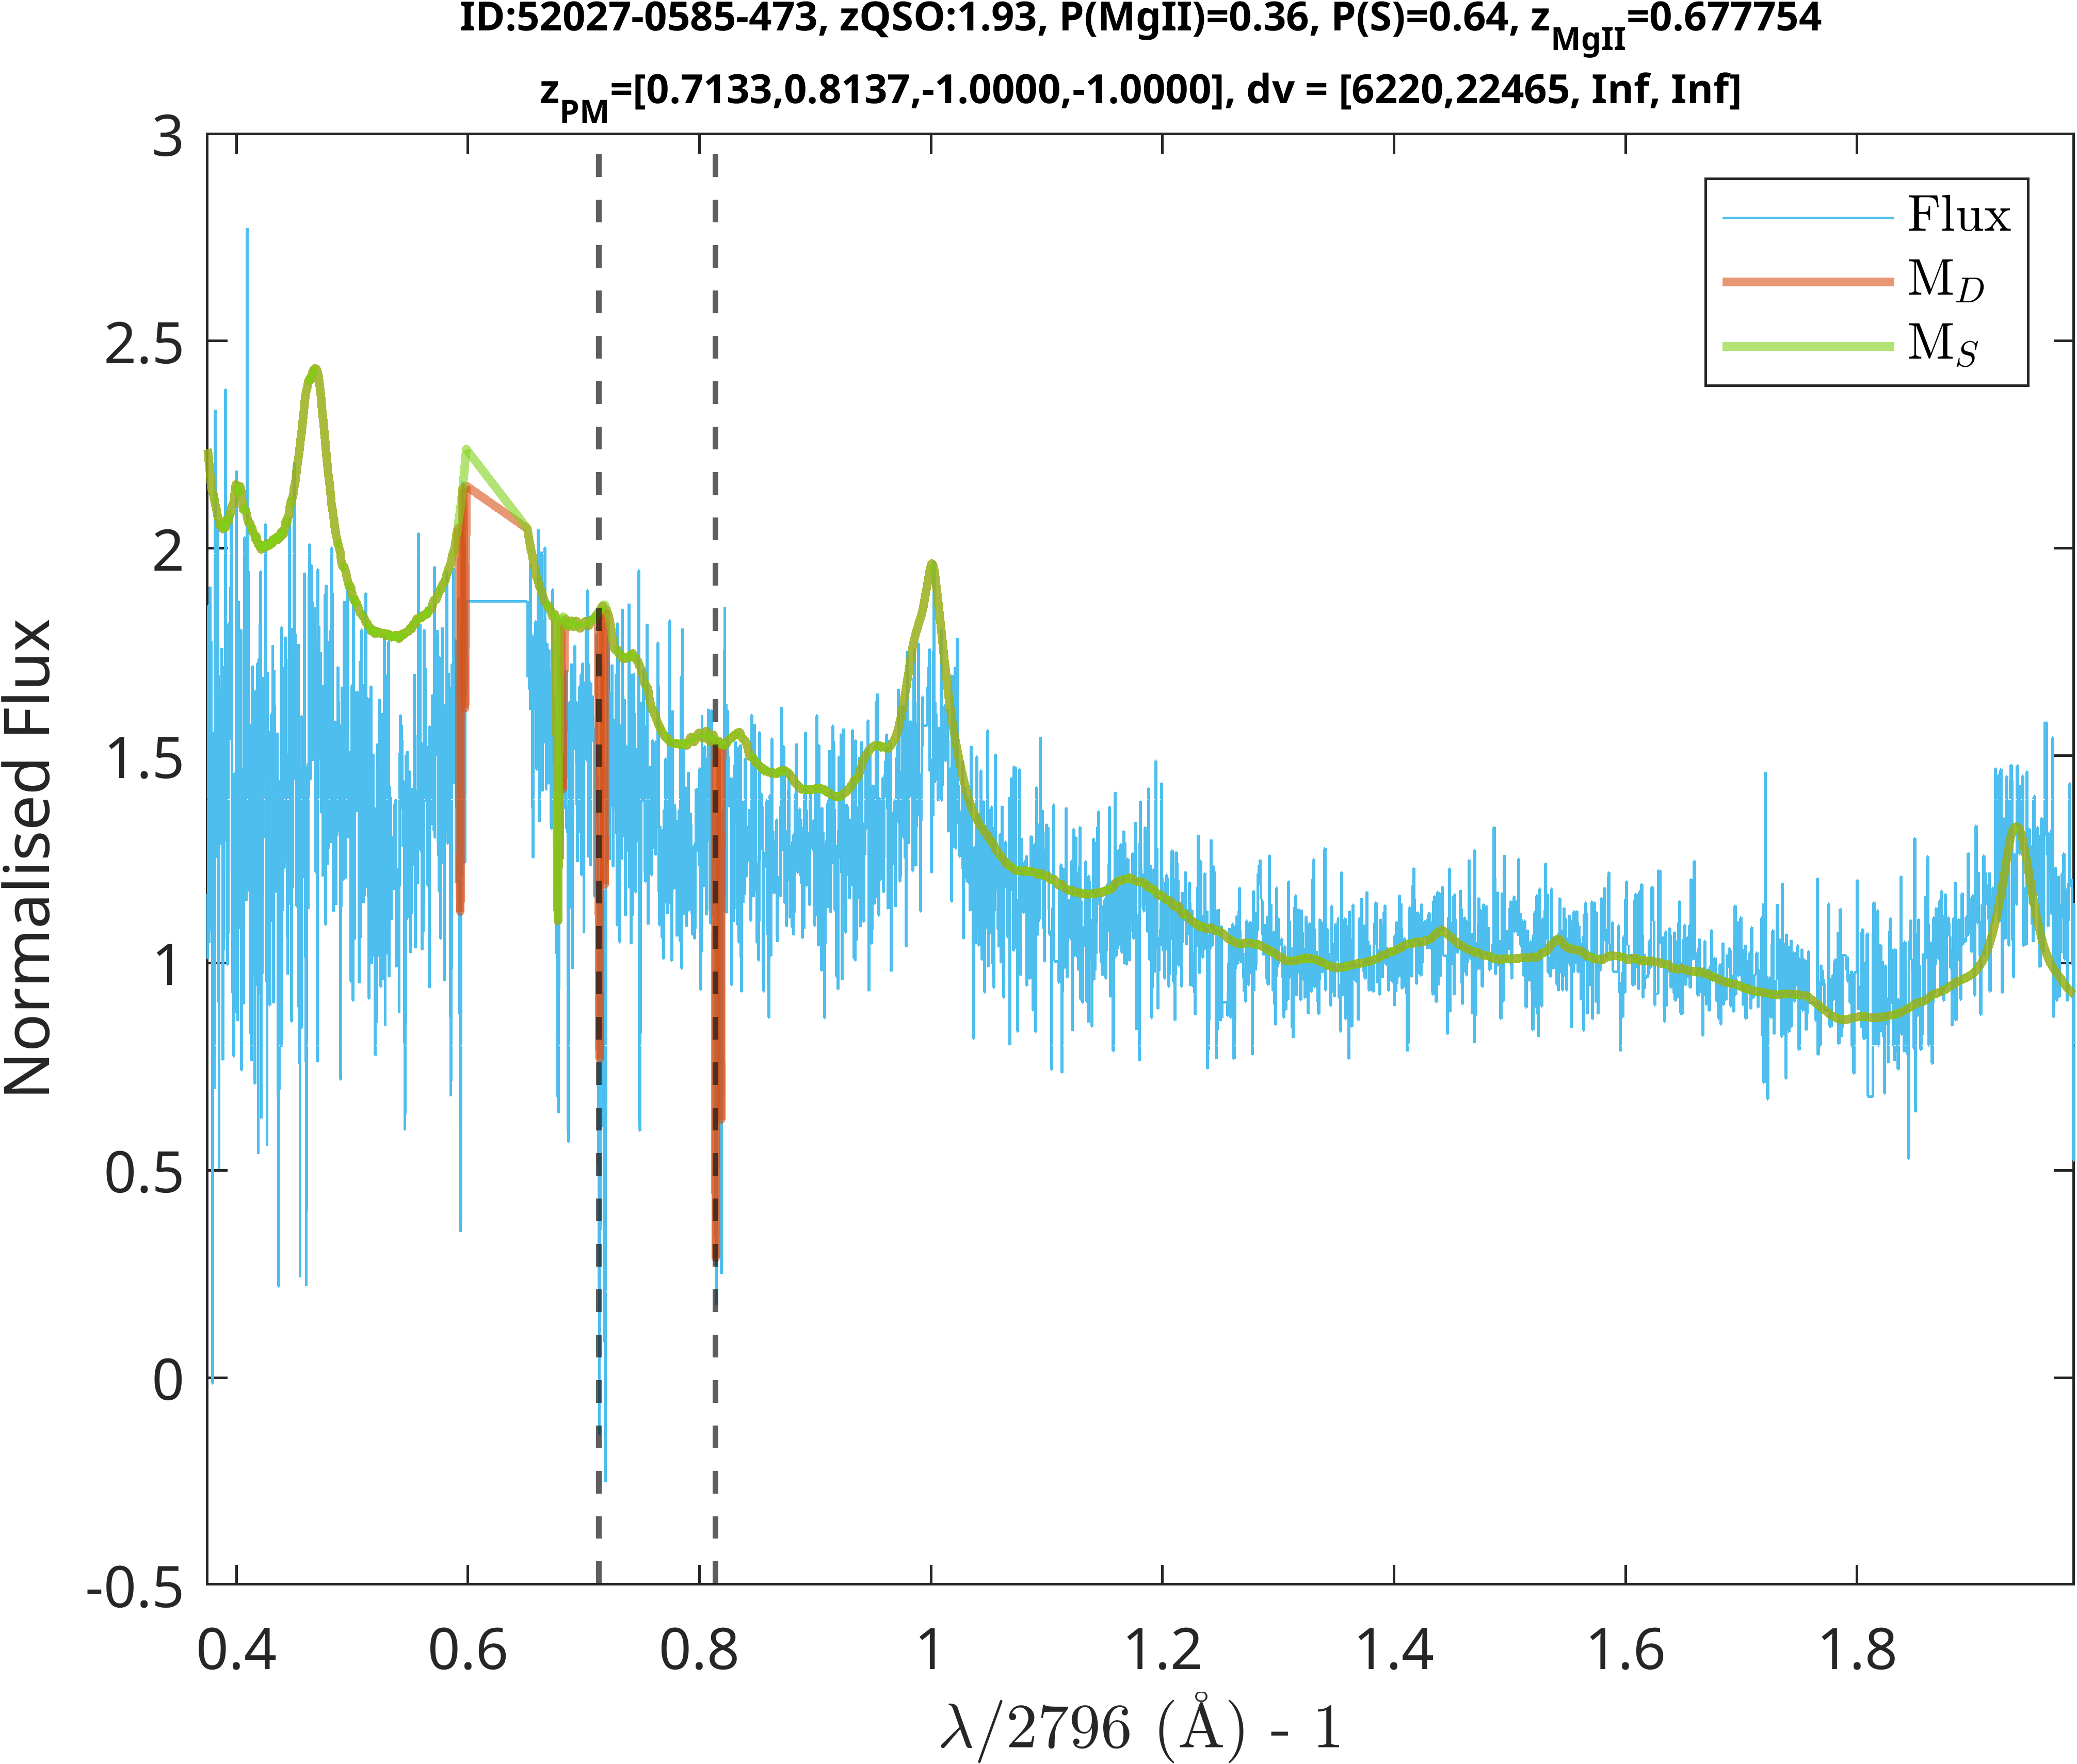 ID:52027-0585-473, zQSO:1.93, P(MgII)=0.36, P(S)=0.64, zMgII=0.677754
zPM=[0.7133,0.8137,-1.0000,-1.0000], dv = [6220,22465, Inf, Inf]
3
2.5
2
1.5
1
0.5
0
-0.5
Normalised Flux
Flux
MD
MS
0.4 0.6 0.8 1 1.2 1.4 1.6 1.8
λ/2796 (Å) - 1